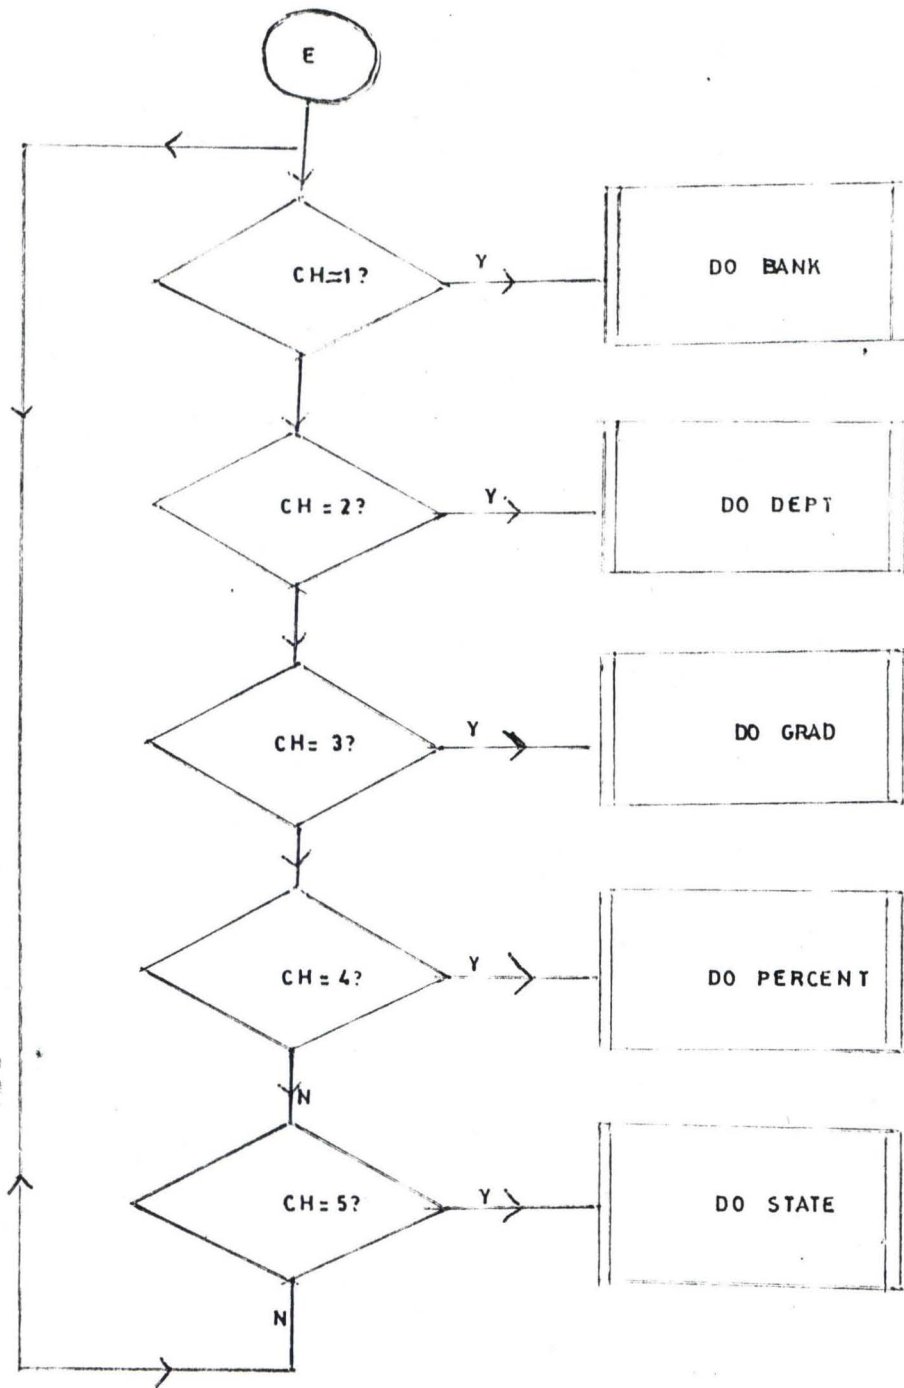 E
CH=1?
Y
DO BANK
CH=2?
Y
DO DEPT
CH= 3?
Y
DO GRAD
CH=4?
Y
DO PERCENT
N
CH=5?
Y
DO STATE
N